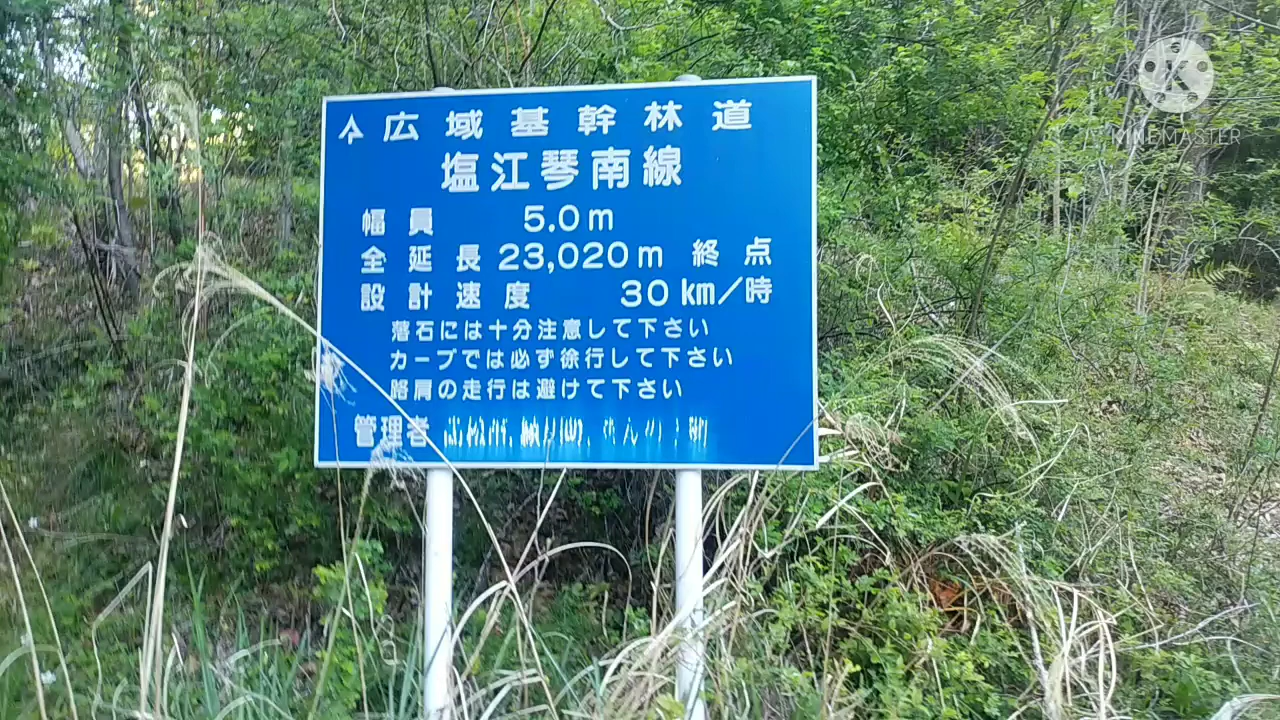 広域基幹林道
塩江琴南線
幅員 5.0m
全延長 23,020m 終点
設計速度 30km/時
落石には十分注意して下さい
カーブでは必ず徐行して下さい
路肩の走行は避けて下さい
管理者
KINEMASTER